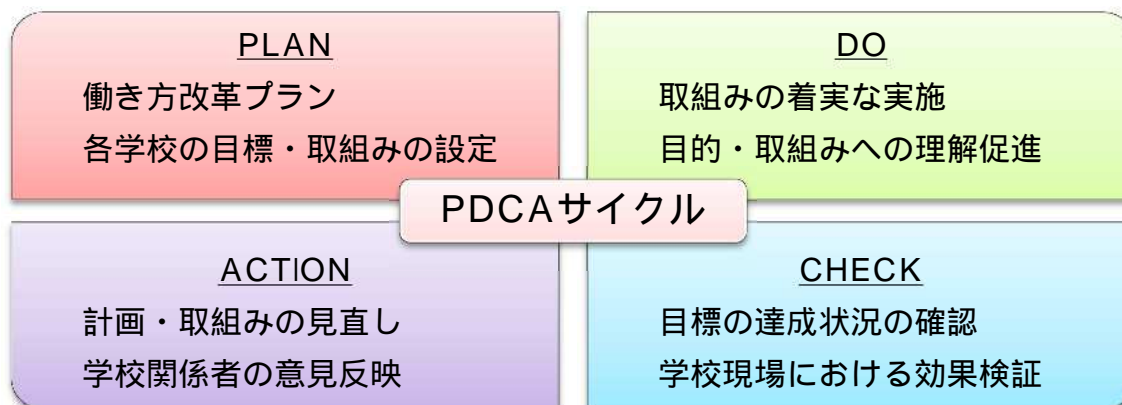 PLAN
働き方改革プラン
各学校の目標・取組みの設定
DO
取組みの着実な実施
目的・取組みへの理解促進
PDCAサイクル
ACTION
計画・取組みの見直し
学校関係者の意見反映
CHECK
目標の達成状況の確認
学校現場における効果検証